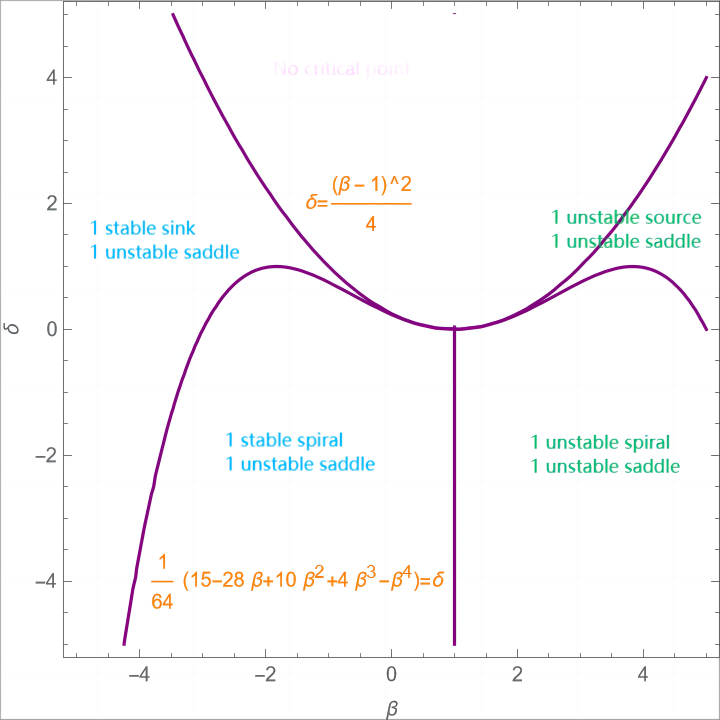 4
2
0
−2
−4
δ
−4
−2
0
2
4
β
No critical point
δ=(β − 1)^2
4
1 stable sink
1 unstable saddle
1 unstable source
1 unstable saddle
1 stable spiral
1 unstable saddle
1 unstable spiral
1 unstable saddle
1
64
(15−28 β+10 β² +4 β³−β⁴)=δ